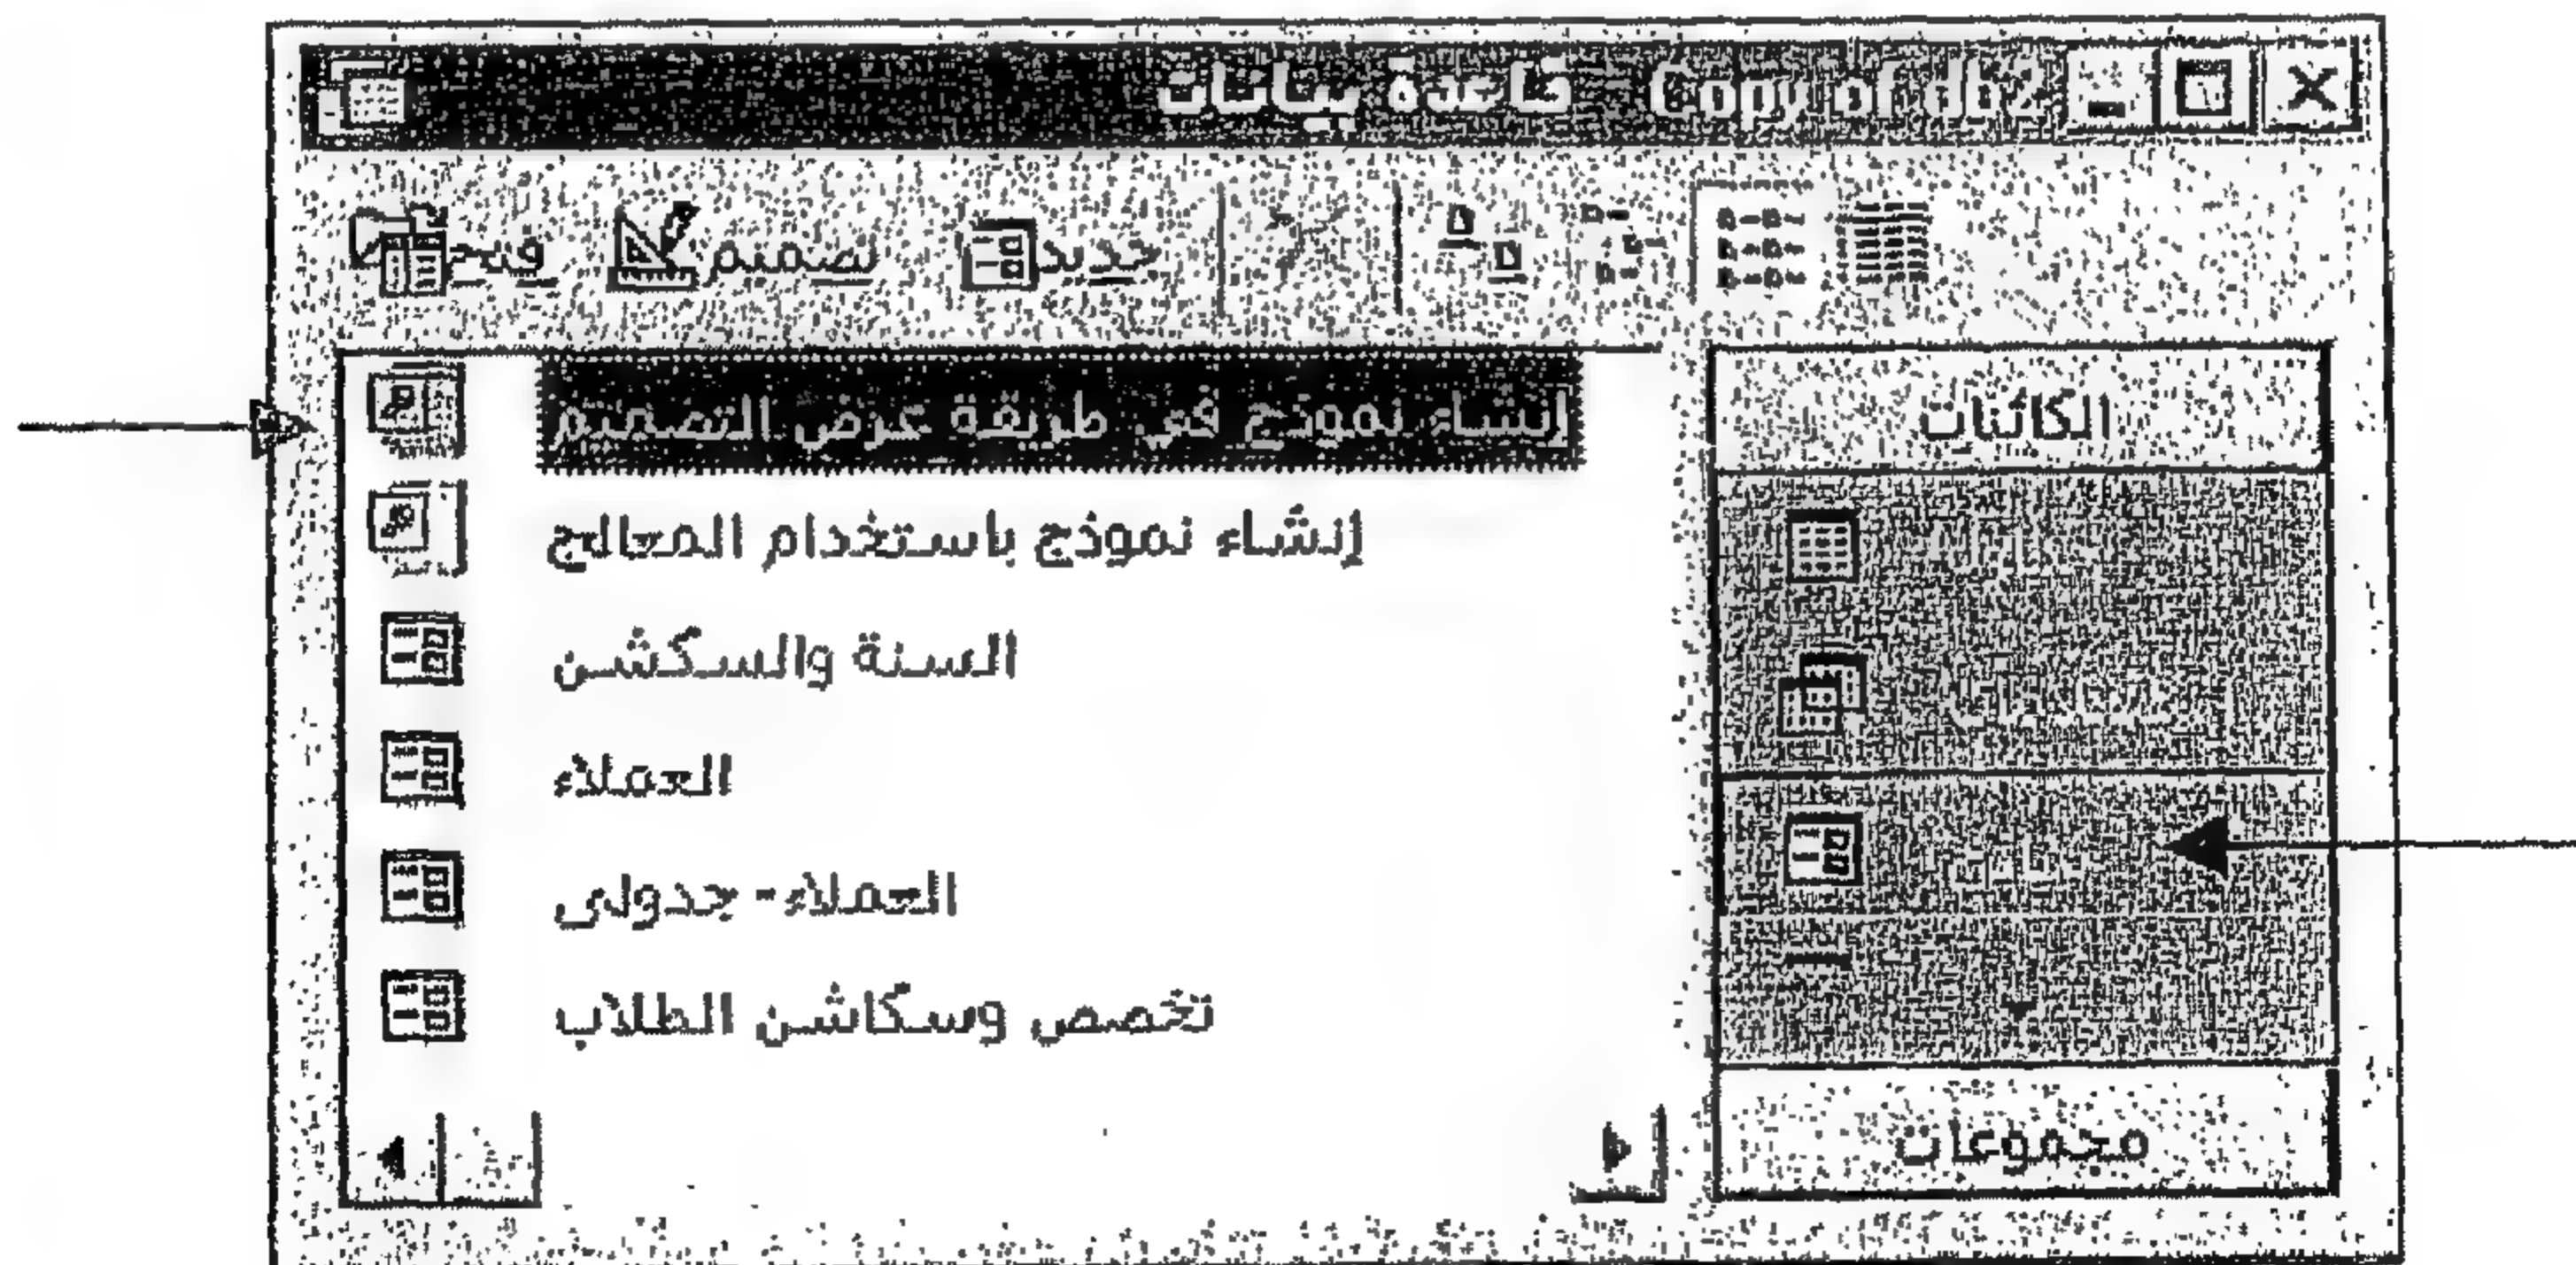 Copy of db2 قاعدة بيانات
فتح تصميم جديد
الكائنات
إنشاء نموذج في طريقة عرض التصميم
إنشاء نموذج باستخدام المعالج
السنة والسكشن
العملاء
العملاء- جدولى
تخصص وسكاشن الطلاب
مجموعات